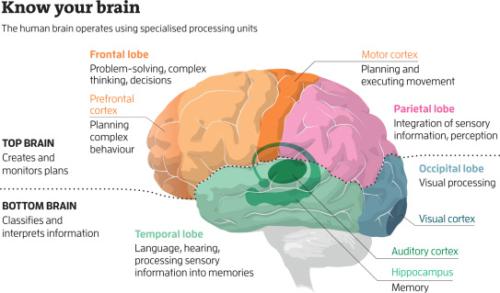 Know your brain
The human brain operates using specialised processing units
Frontal lobe
Problem-solving, complex
thinking, decisions
Prefrontal
cortex
Planning
complex
behaviour
Motor cortex
Planning and
executing movement
Parietal lobe
Integration of sensory
information, perception
TOP BRAIN
Creates and
monitors plans
Occipital lobe
Visual processing
BOTTOM BRAIN
Classifies and
interprets information
Visual cortex
Temporal lobe
Language, hearing,
processing sensory
information into memories
Auditory cortex
Hippocampus
Memory